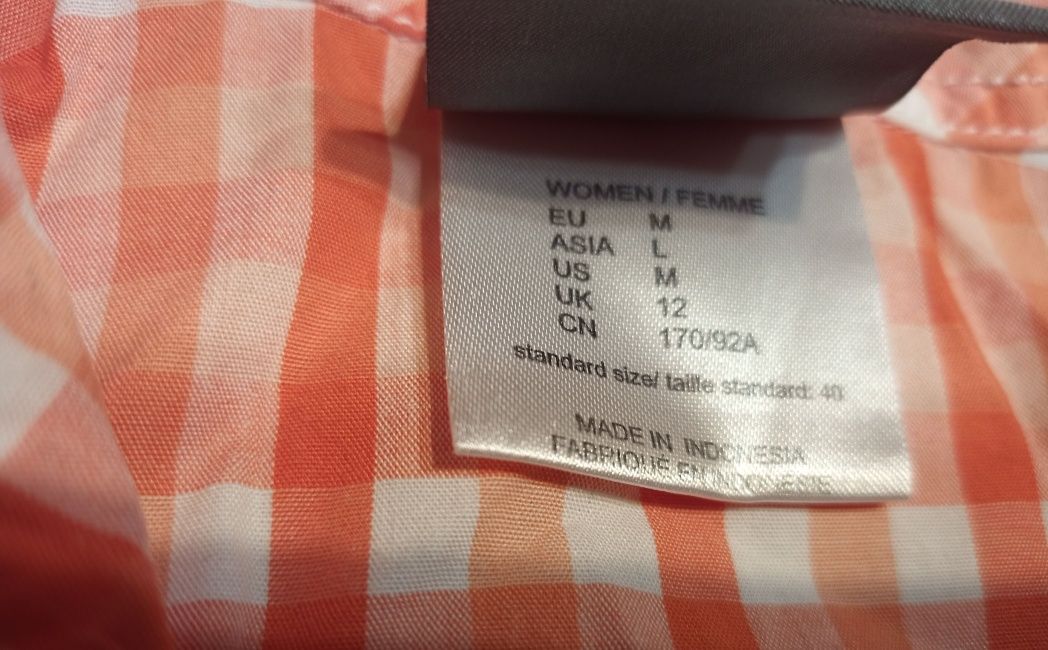 WOMEN / FEMME
EU M
ASIA L
US M
UK 12
CN 170/92A
standard size/ taille standard: 40
MADE IN INDONESIA
FABRIQUE EN INDONESIE